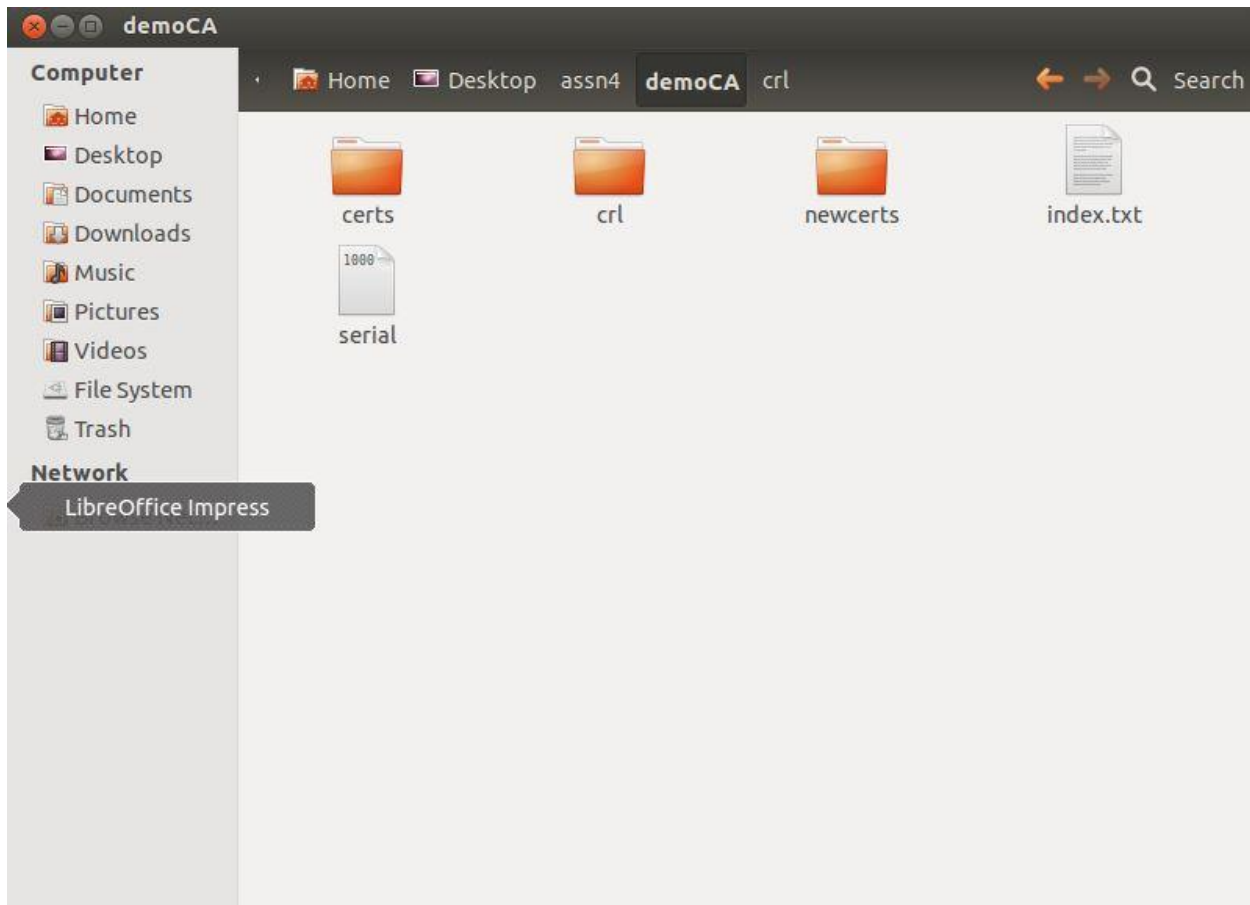 demoCA
Computer
Home
Desktop
Documents
Downloads
Music
Pictures
Videos
File System
Trash
Network
LibreOffice Impress
Home Desktop assn4 demoCA crl Search
certs crl newcerts index.txt
1000
serial